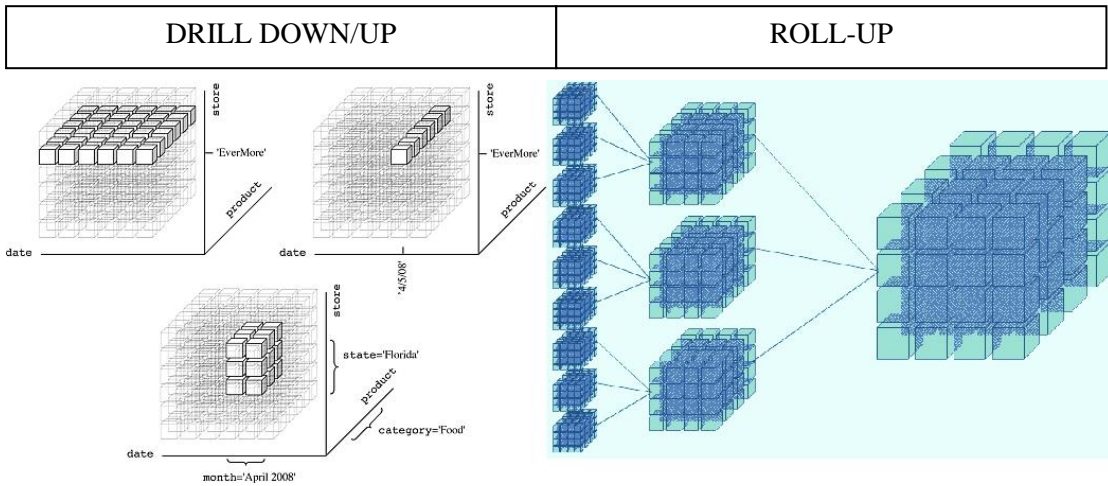 DRILL DOWN/UP
ROLL-UP
store
'EverMore'
product
date
store
'EverMore'
product
date
'4/5/08'
store
state='Florida'
product
category='Food'
date
month='April 2008'